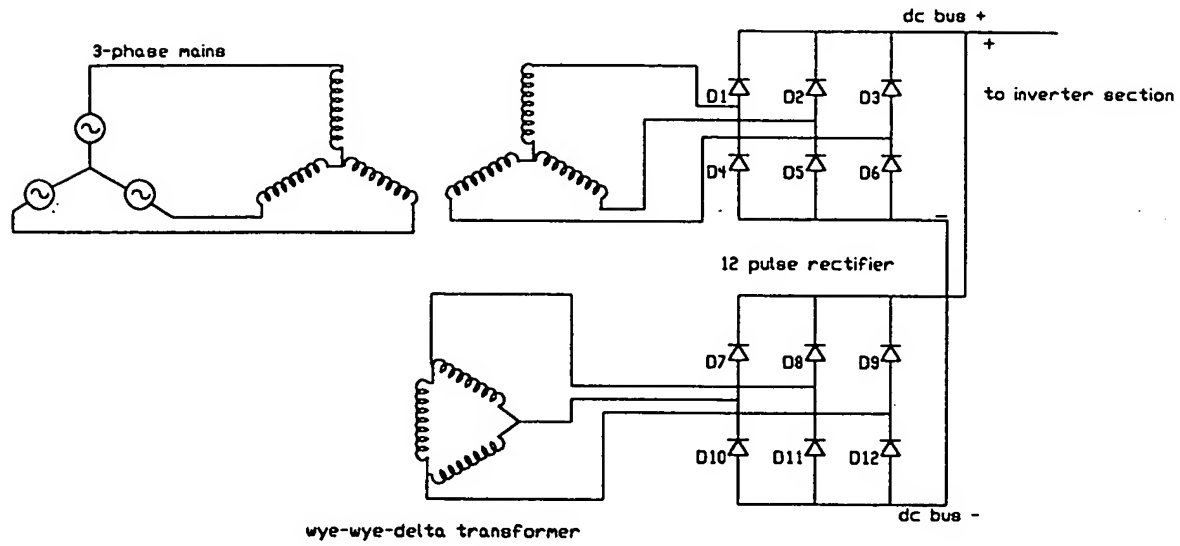 dc bus +
3-phase mains
+
D1
D2
D3
to inverter section
D4
D5
D6
-
12 pulse rectifier
D7
D8
D9
D10
D11
D12
dc bus -
wye-wye-delta transformer